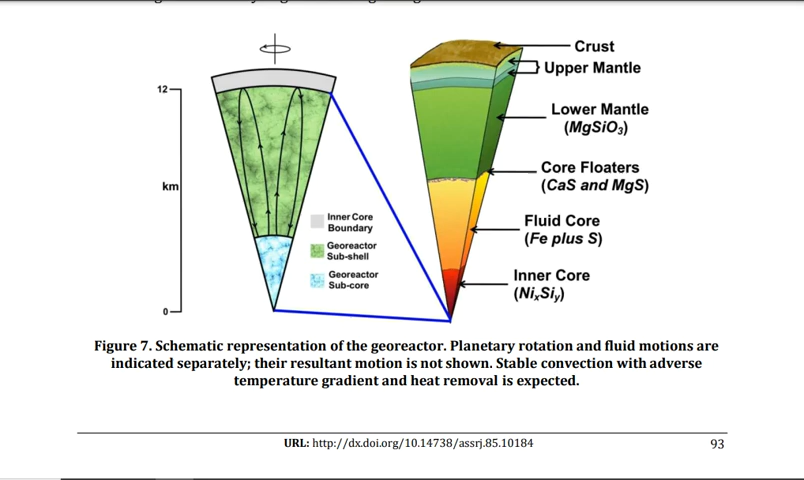 12
km
0
Inner Core
Boundary
Georeactor
Sub-shell
Georeactor
Sub-core
Crust
Upper Mantle
Lower Mantle
(MgSiO₃)
Core Floaters
(CaS and MgS)
Fluid Core
(Fe plus S)
Inner Core
(NiₓSiᵧ)
Figure 7. Schematic representation of the georeactor. Planetary rotation and fluid motions are
indicated separately; their resultant motion is not shown. Stable convection with adverse
temperature gradient and heat removal is expected.
URL: http://dx.doi.org/10.14738/assrj.85.10184
93